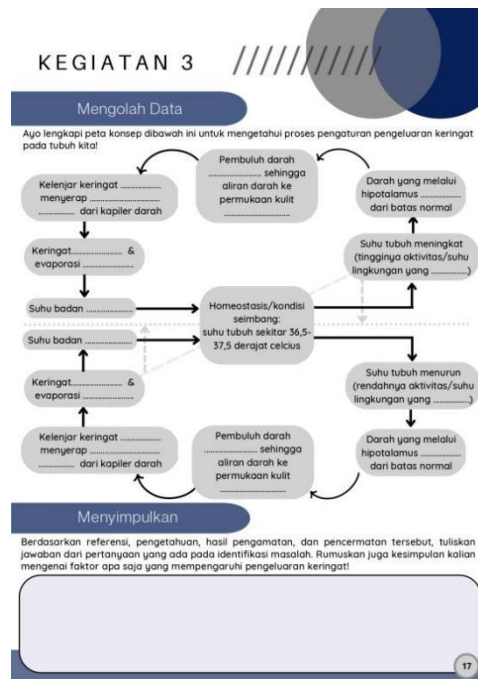 KEGIATAN 3
Mengolah Data
Ayo lengkapi peta konsep dibawah ini untuk mengetahui proses pengaturan pengeluaran keringat
pada tubuh kita!
Pembuluh darah
........................ sehingga
aliran darah ke
permukaan kulit
..............................
Kelenjar keringat ..................
menyerap ................................
................ dari kapiler darah
Darah yang melalui
hipotalamus ..................
dari batas normal
Keringat....................... &
evaporasi ........................
Suhu tubuh meningkat
(tingginya aktivitas/suhu
lingkungan yang ................)
Suhu badan .....................
Homeostasis/kondisi
seimbang:
suhu tubuh sekitar 36,5-
37,5 derajat celcius
Suhu badan .....................
Keringat....................... &
evaporasi ........................
Suhu tubuh menurun
(rendahnya aktivitas/suhu
lingkungan yang ................)
Kelenjar keringat ..................
menyerap ................................
................ dari kapiler darah
Pembuluh darah
........................ sehingga
aliran darah ke
permukaan kulit
..............................
Darah yang melalui
hipotalamus ..................
dari batas normal
Menyimpulkan
Berdasarkan referensi, pengetahuan, hasil pengamatan, dan pencermatan tersebut, tuliskan
jawaban dari pertanyaan yang ada pada identifikasi masalah. Rumuskan juga kesimpulan kalian
mengenai faktor apa saja yang mempengaruhi pengeluaran keringat!
17